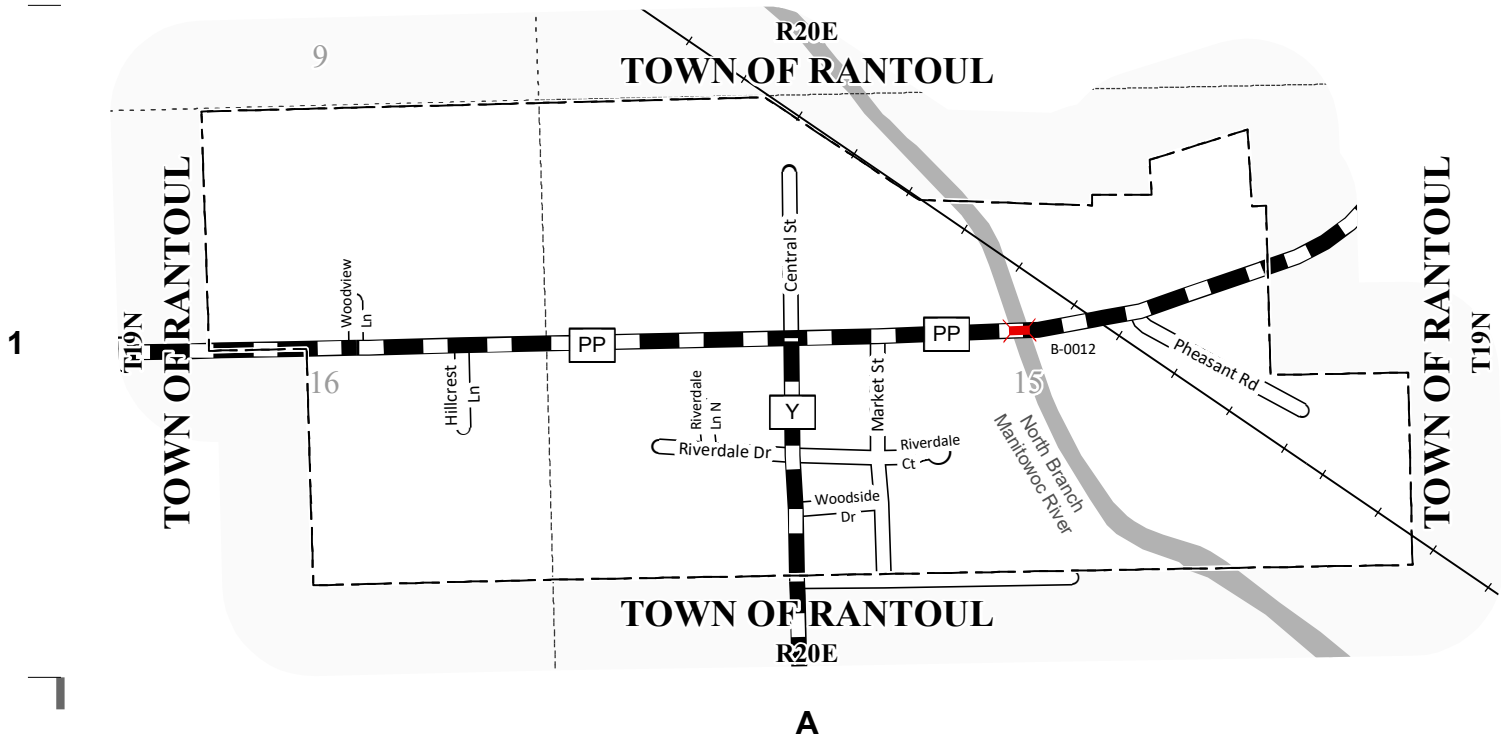 R20E
9
TOWN OF RANTOUL
TOWN OF RANTOUL
T19N
1
Woodview
Ln
Central St
TOWN OF RANTOUL
T19N
PP
PP
B-0012
16
15
Hillcrest
Ln
Riverdale
Ln N
Y
Market St
Pheasant Rd
Riverdale Dr
Riverdale
Ct
North Branch
Manitowoc River
Woodside
Dr
TOWN OF RANTOUL
R20E
A